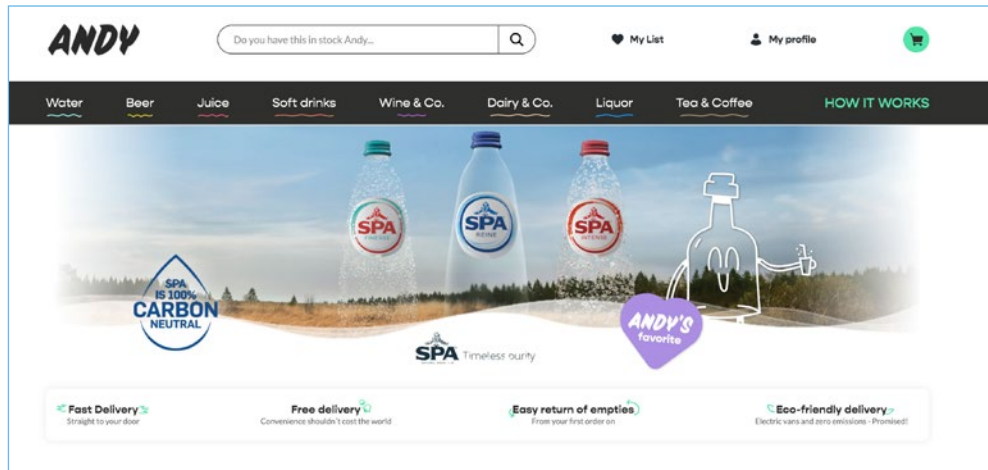 ANDY
Do you have this in stock Andy...
My List
My profile
Water
Beer
Juice
Soft drinks
Wine & Co.
Dairy & Co.
Liquor
Tea & Coffee
HOW IT WORKS
SPA
FINESSE
SPA
REINE
SPA
INTENSE
SPA
IS 100%
CARBON
NEUTRAL
ANDY'S
favorite
SPA Timeless purity
Fast Delivery
Straight to your door
Free delivery
Convenience shouldn't cost the world
Easy return of empties
From your first order on
Eco-friendly delivery
Electric vans and zero emissions - Promised!